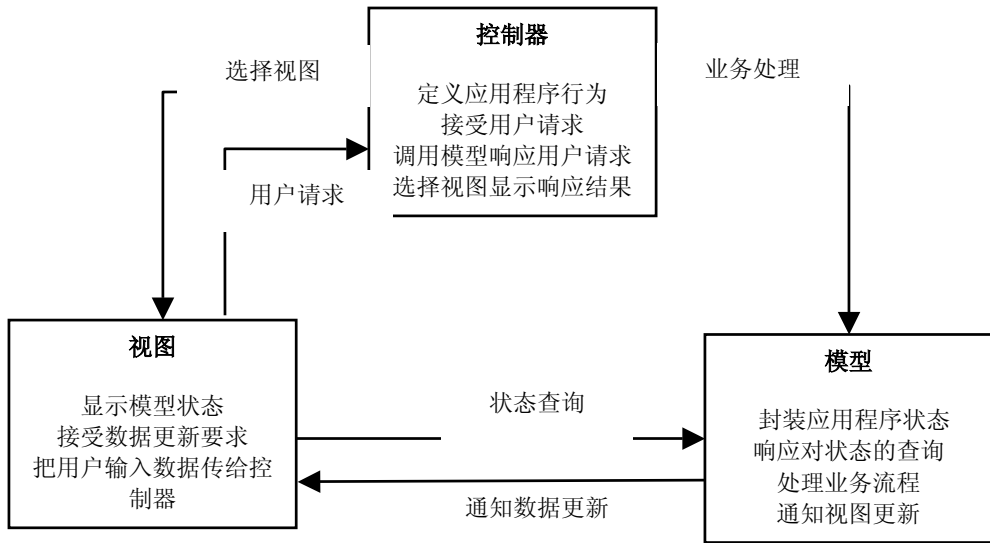 控制器
定义应用程序行为
接受用户请求
调用模型响应用户请求
选择视图显示响应结果
选择视图
业务处理
用户请求
视图
显示模型状态
接受数据更新要求
把用户输入数据传给控
制器
状态查询
通知数据更新
模型
封装应用程序状态
响应对状态的查询
处理业务流程
通知视图更新